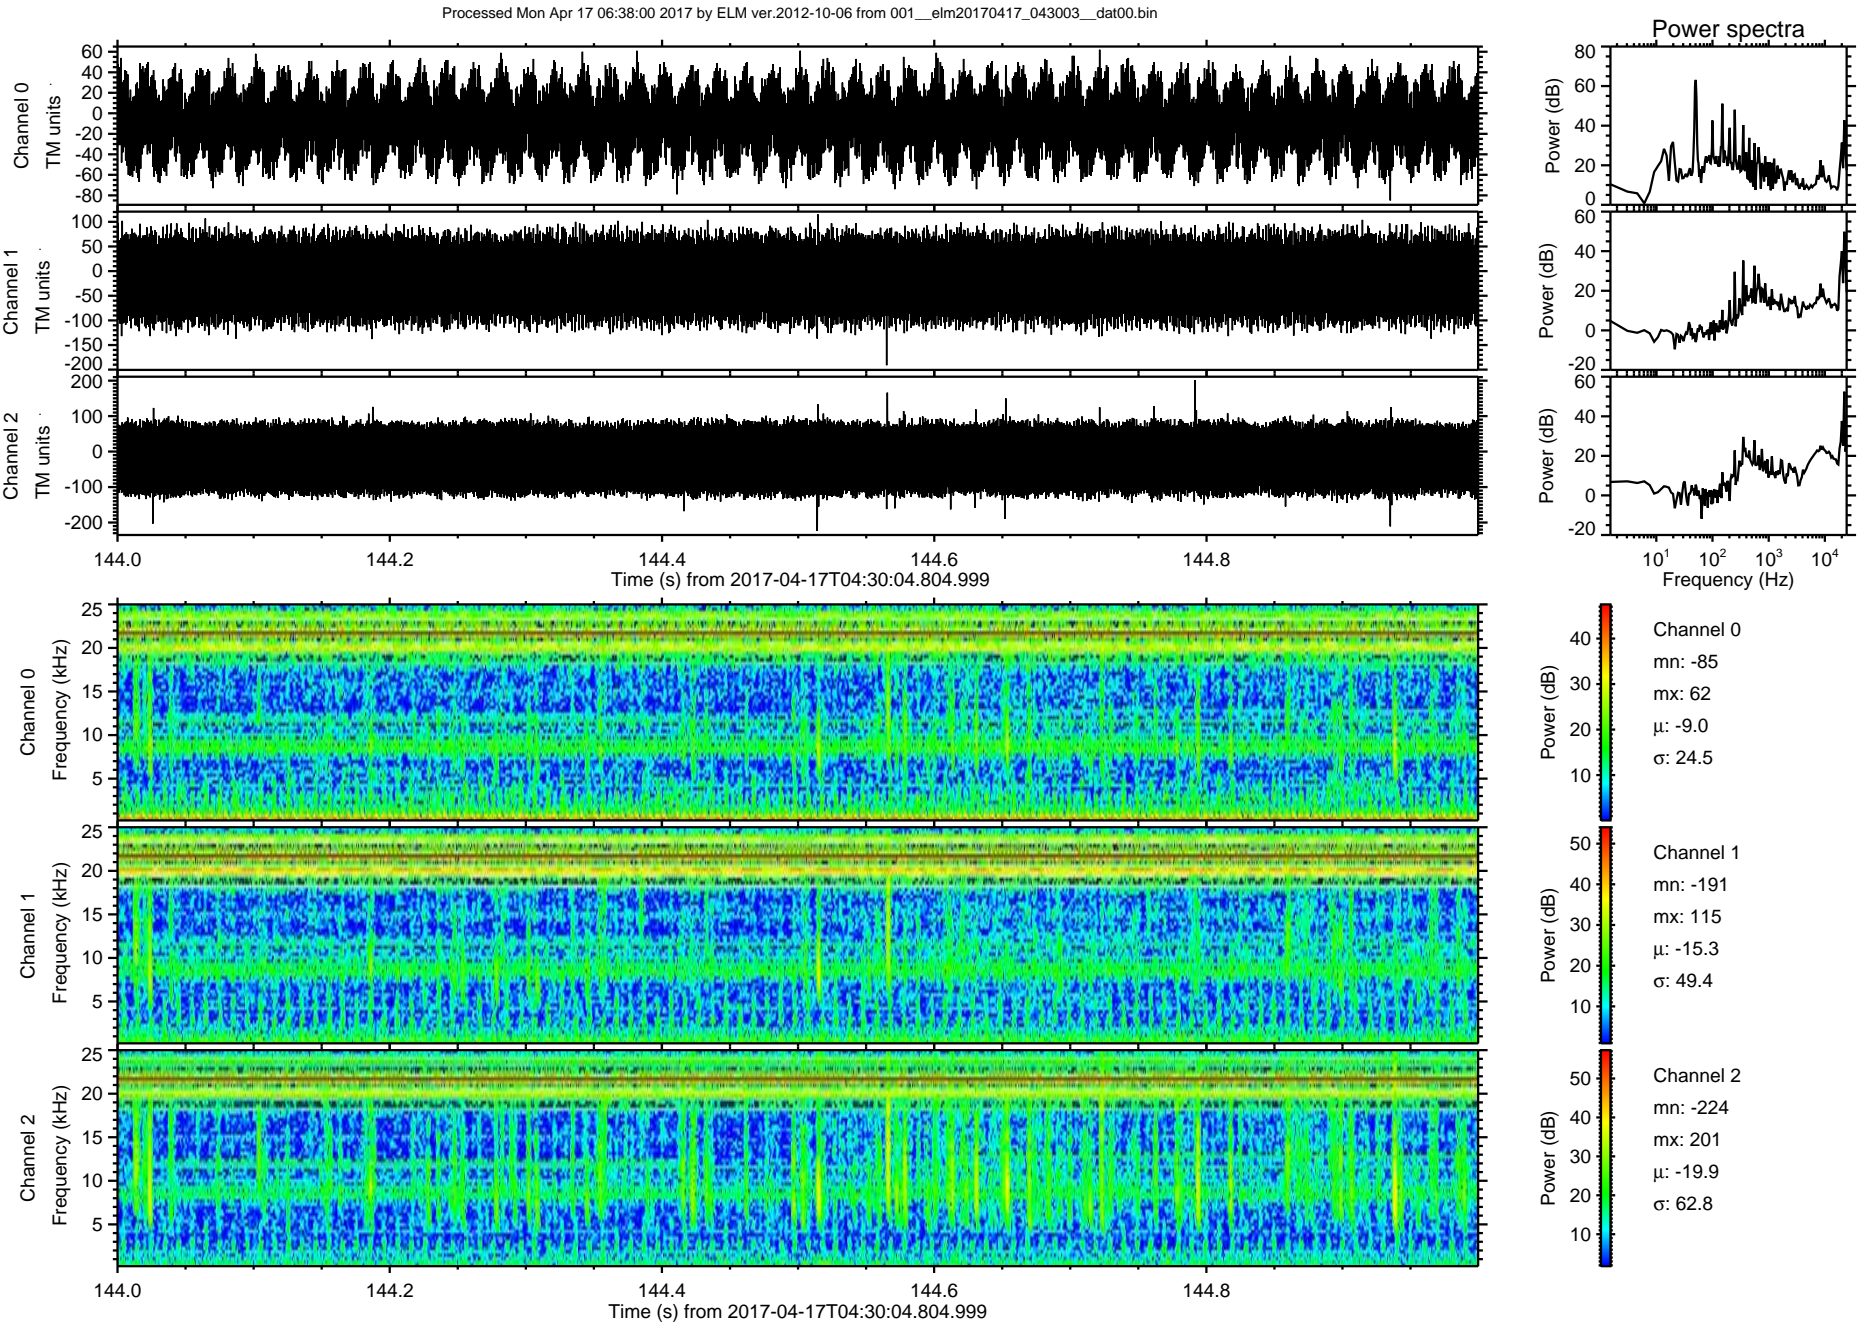 Processed Mon Apr 17 06:38:00 2017 by ELM ver.2012-10-06 from 001__elm20170417_043003__dat00.bin
Power spectra
Channel 0
TM units
60
40
20
0
-20
-40
-60
-80
Power (dB)
80
60
40
20
0
Channel 1
TM units
100
50
0
-50
-100
-150
-200
Power (dB)
60
40
20
0
-20
Channel 2
TM units
200
100
0
-100
-200
Power (dB)
60
40
20
0
-20
144.0 144.2 144.4 144.6 144.8
Time (s) from 2017-04-17T04:30:04.804.999
10^1 10^2 10^3 10^4
Frequency (Hz)
Channel 0
Frequency (kHz)
25
20
15
10
5
Power (dB)
40
30
20
10
Channel 0
mn: -85
mx: 62
μ: -9.0
σ: 24.5
Channel 1
Frequency (kHz)
25
20
15
10
5
Power (dB)
50
40
30
20
10
Channel 1
mn: -191
mx: 115
μ: -15.3
σ: 49.4
Channel 2
Frequency (kHz)
25
20
15
10
5
Power (dB)
50
40
30
20
10
Channel 2
mn: -224
mx: 201
μ: -19.9
σ: 62.8
144.0 144.2 144.4 144.6 144.8
Time (s) from 2017-04-17T04:30:04.804.999